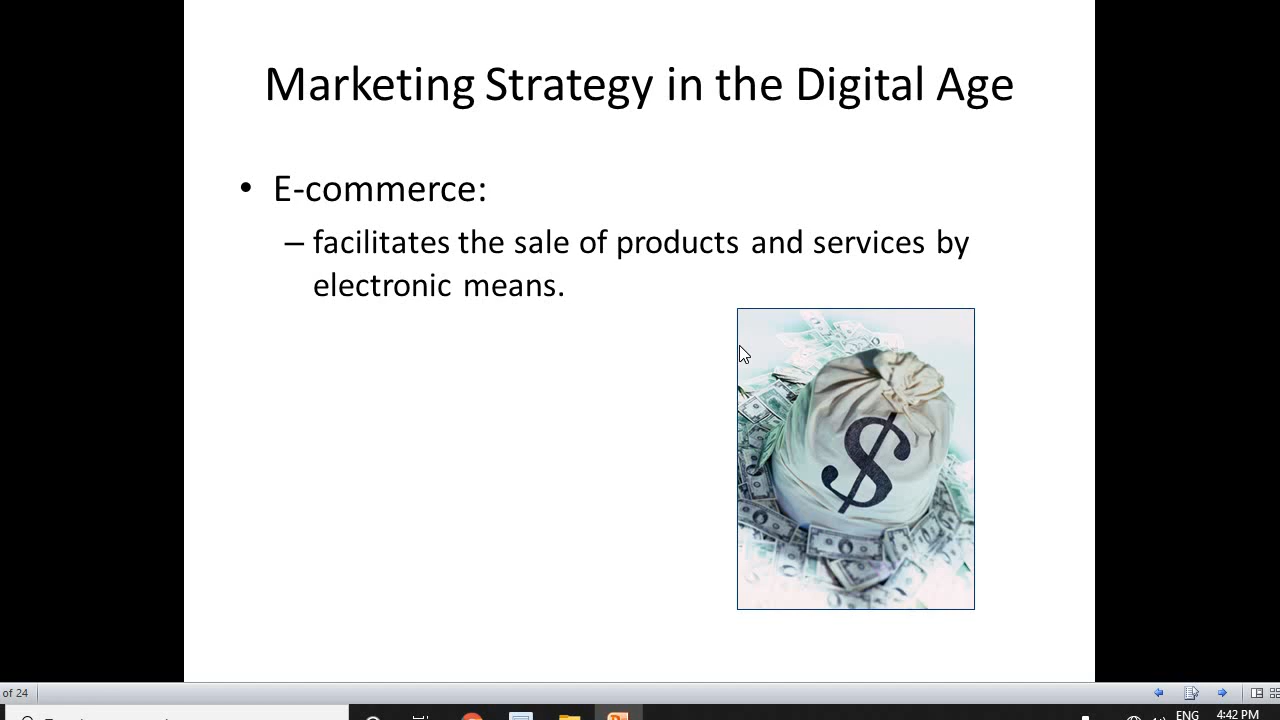 Marketing Strategy in the Digital Age
• E-commerce:
– facilitates the sale of products and services by
electronic means.
$
of 24
ENG
4:42 PM